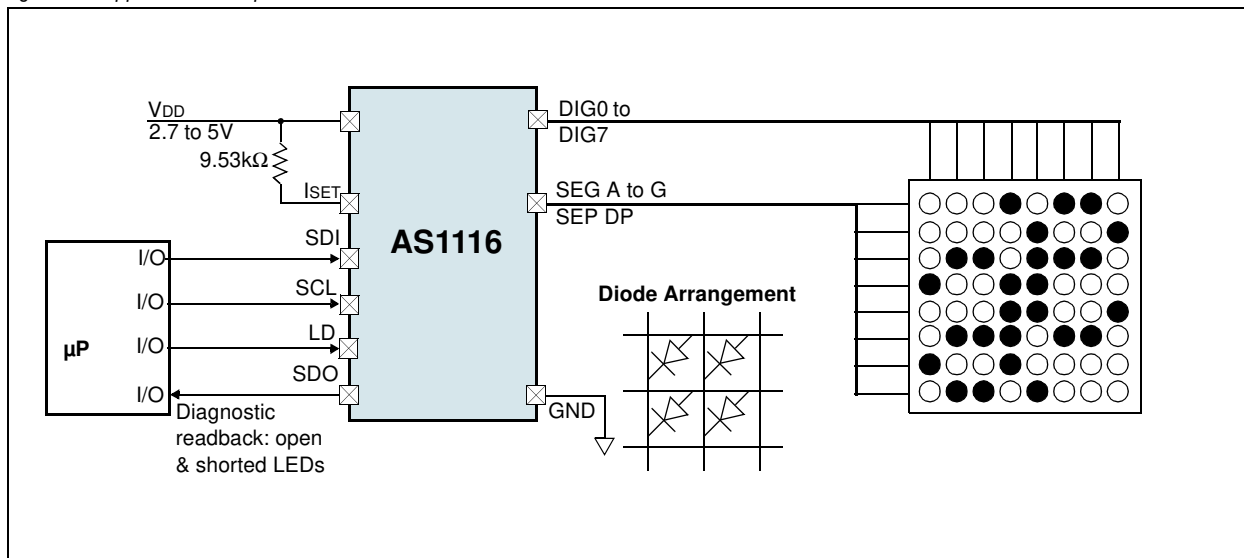 VDD
2.7 to 5V
9.53kΩ
ISET
SDI
SCL
LD
SDO
I/O
I/O
I/O
I/O
µP
Diagnostic
readback: open
& shorted LEDs
AS1116
DIG0 to
DIG7
SEG A to G
SEP DP
GND
Diode Arrangement